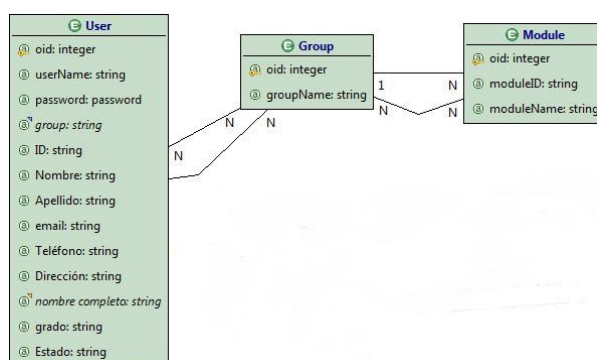 User
oid: integer
userName: string
password: password
group: string
ID: string
Nombre: string
Apellido: string
email: string
Teléfono: string
Dirección: string
nombre completo: string
grado: string
Estado: string
Group
oid: integer
groupName: string
Module
oid: integer
moduleID: string
moduleName: string
1
N
N
N
N
N
N